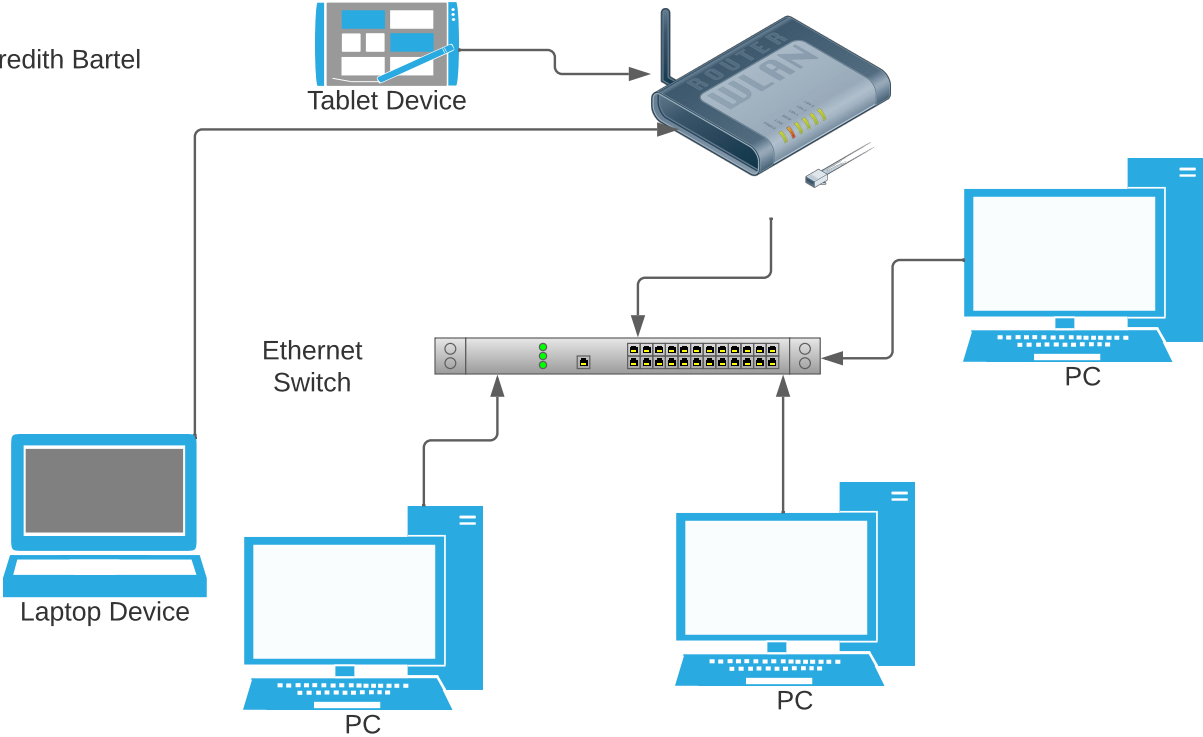 redith Bartel
Tablet Device
ROUTER
WLAN
Ethernet
Switch
PC
Laptop Device
PC
PC